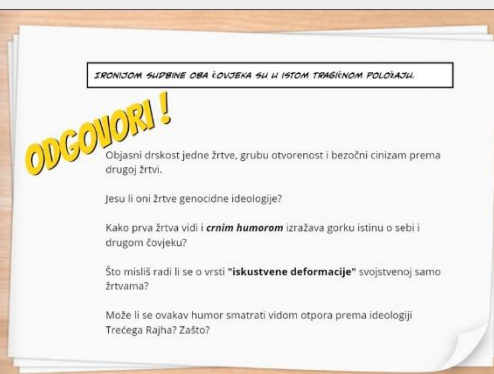 IRONIJOM SUDBINE OBA ČOVJEKA SU U ISTOM TRAGIČNOM POLOŽAJU.
ODGOVORI !
Objasni drskost jedne žrtve, grubu otvorenost i bezočni cinizam prema
drugoj žrtvi.
Jesu li oni žrtve genocidne ideologije?
Kako prva žrtva vidi i crnim humorom izražava gorku istinu o sebi i
drugom čovjeku?
Što misliš radi li se o vrsti "iskustvene deformacije" svojstvenoj samo
žrtvama?
Može li se ovakav humor smatrati vidom otpora prema ideologiji
Trećega Rajha? Zašto?